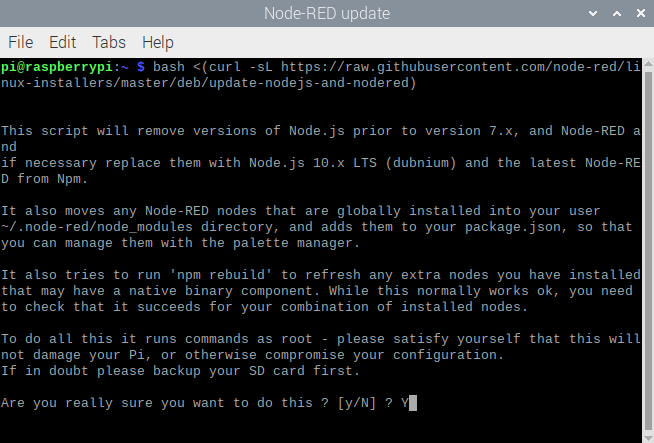 Node-RED update
File Edit Tabs Help
pi@raspberrypi:~ $ bash <(curl -sL https://raw.githubusercontent.com/node-red/li
nux-installers/master/deb/update-nodejs-and-nodered)
This script will remove versions of Node.js prior to version 7.x, and Node-RED a
nd
if necessary replace them with Node.js 10.x LTS (dubnium) and the latest Node-RE
D from Npm.
It also moves any Node-RED nodes that are globally installed into your user
~/.node-red/node_modules directory, and adds them to your package.json, so that
you can manage them with the palette manager.
It also tries to run 'npm rebuild' to refresh any extra nodes you have installed
that may have a native binary component. While this normally works ok, you need
to check that it succeeds for your combination of installed nodes.
To do all this it runs commands as root - please satisfy yourself that this will
not damage your Pi, or otherwise compromise your configuration.
If in doubt please backup your SD card first.
Are you really sure you want to do this ? [y/N] ? Y